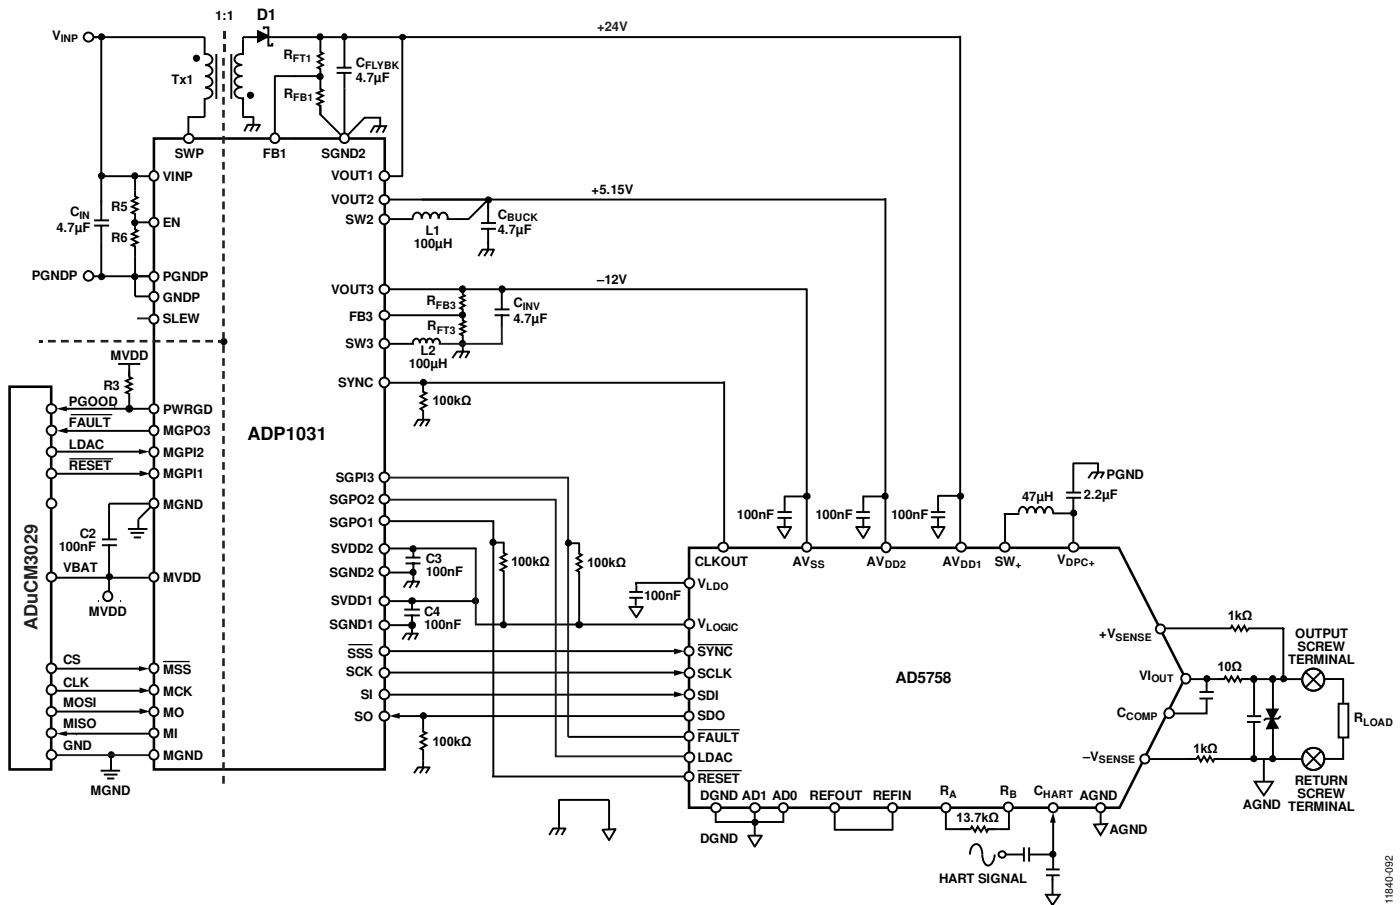 1:1
D1
VINP
+24V
Tx1
RFT1
RFB1
CFLYBK
4.7µF
SWP
FB1
SGND2
VINP
VOUT1
VOUT2
+5.15V
SW2
L1
100µH
CBUCK
4.7µF
CIN
4.7µF
R5
R6
EN
PGNDP
PGNDP
GNDP
SLEW
VOUT3
–12V
RFB3
RFT3
CINV
4.7µF
FB3
SW3
L2
100µH
MVDD
R3
SYNC
100kΩ
PGOOD
PWRGD
FAULT
MGPO3
LDAC
MGPI2
RESET
MGPI1
ADP1031
SGPI3
SGPO2
SGPO1
MGND
C2
100nF
VBAT
MVDD
MVDD
ADuCM3029
SVDD2
C3
100nF
SGND2
SVDD1
C4
100nF
SGND1
100kΩ
100kΩ
PGND
47µH
2.2µF
100nF
100nF
100nF
CLKOUT
AVSS
AVDD2
AVDD1
SW+
VDPC+
100nF
VLDO
VLOGIC
CS
MSS
CLK
MCK
MOSI
MO
MISO
MI
GND
MGND
MGND
SSS
SCK
SI
SO
100kΩ
SYNC
SCLK
SDI
SDO
FAULT
LDAC
RESET
AD5758
+VSENSE
1kΩ
OUTPUT
SCREW
TERMINAL
VIOUT
10Ω
CCOMP
RLOAD
–VSENSE
1kΩ
AGND
RETURN
SCREW
TERMINAL
DGND
AD1
AD0
REFOUT
REFIN
RA
RB
CHART
AGND
13.7kΩ
DGND
AGND
HART SIGNAL
11840-092